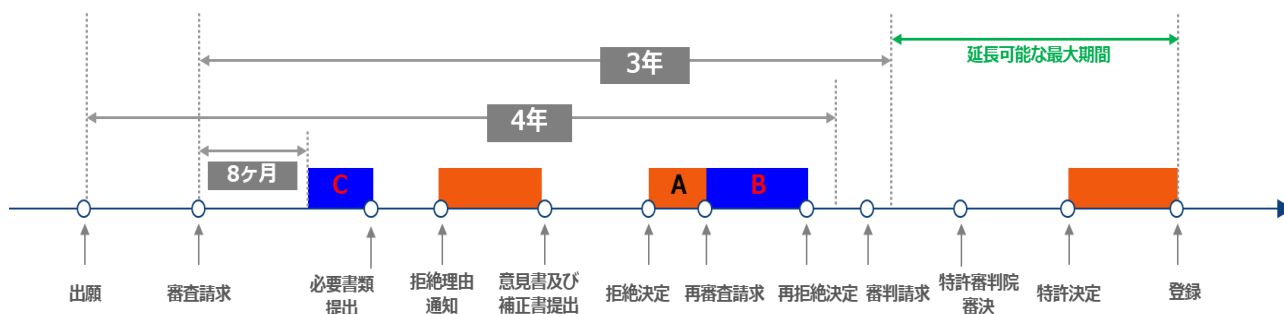 3年
延長可能な最大期間
4年
8ヶ月
C
A
B
出願
審査請求
必要書類
提出
拒絶理由
通知
意見書及び
補正書提出
拒絶決定
再審査請求
再拒絶決定
審判請求
特許審判院
審決
特許決定
登録